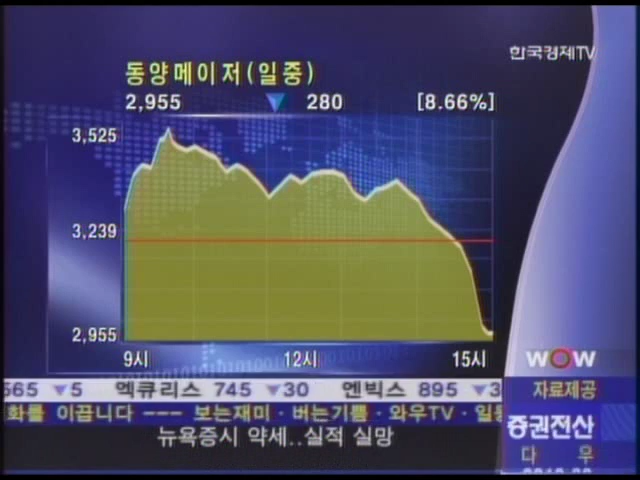 한국경제TV
동양메이저(일중)
2,955 ▼ 280 [8.66%]
3,525
3,239
2,955
9시 12시 15시
WOW
자료제공
증권전산
다 우
565 ▼5 엑큐리스 745 ▼30 엔빅스 895 ▼3
화를 이끕니다 --- 보는재미·버는기쁨·와우TV·일등
뉴욕증시 약세..실적 실망